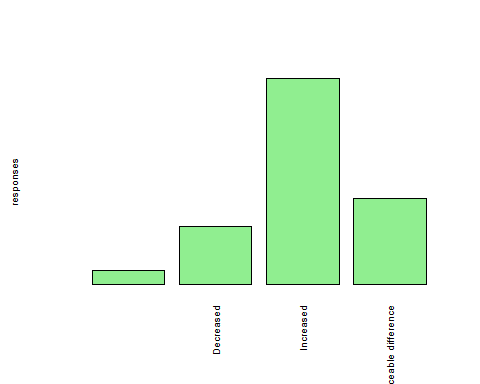 responses
Decreased
Increased
ceable difference